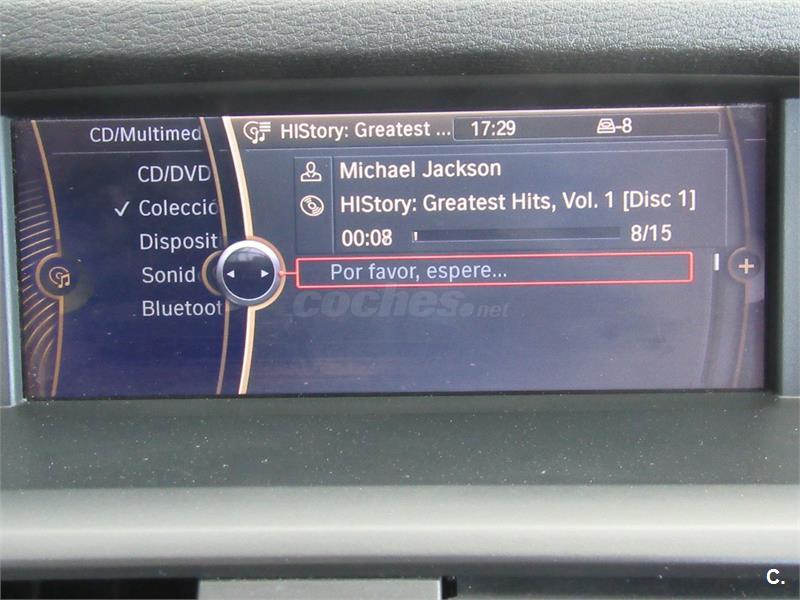 CD/Multimed
HIStory: Greatest ...
17:29
-8
CD/DVD
Colecció
Disposit
Sonid
Bluetoot
Michael Jackson
HIStory: Greatest Hits, Vol. 1 [Disc 1]
00:08
8/15
Por favor, espere...
coches.net
C.